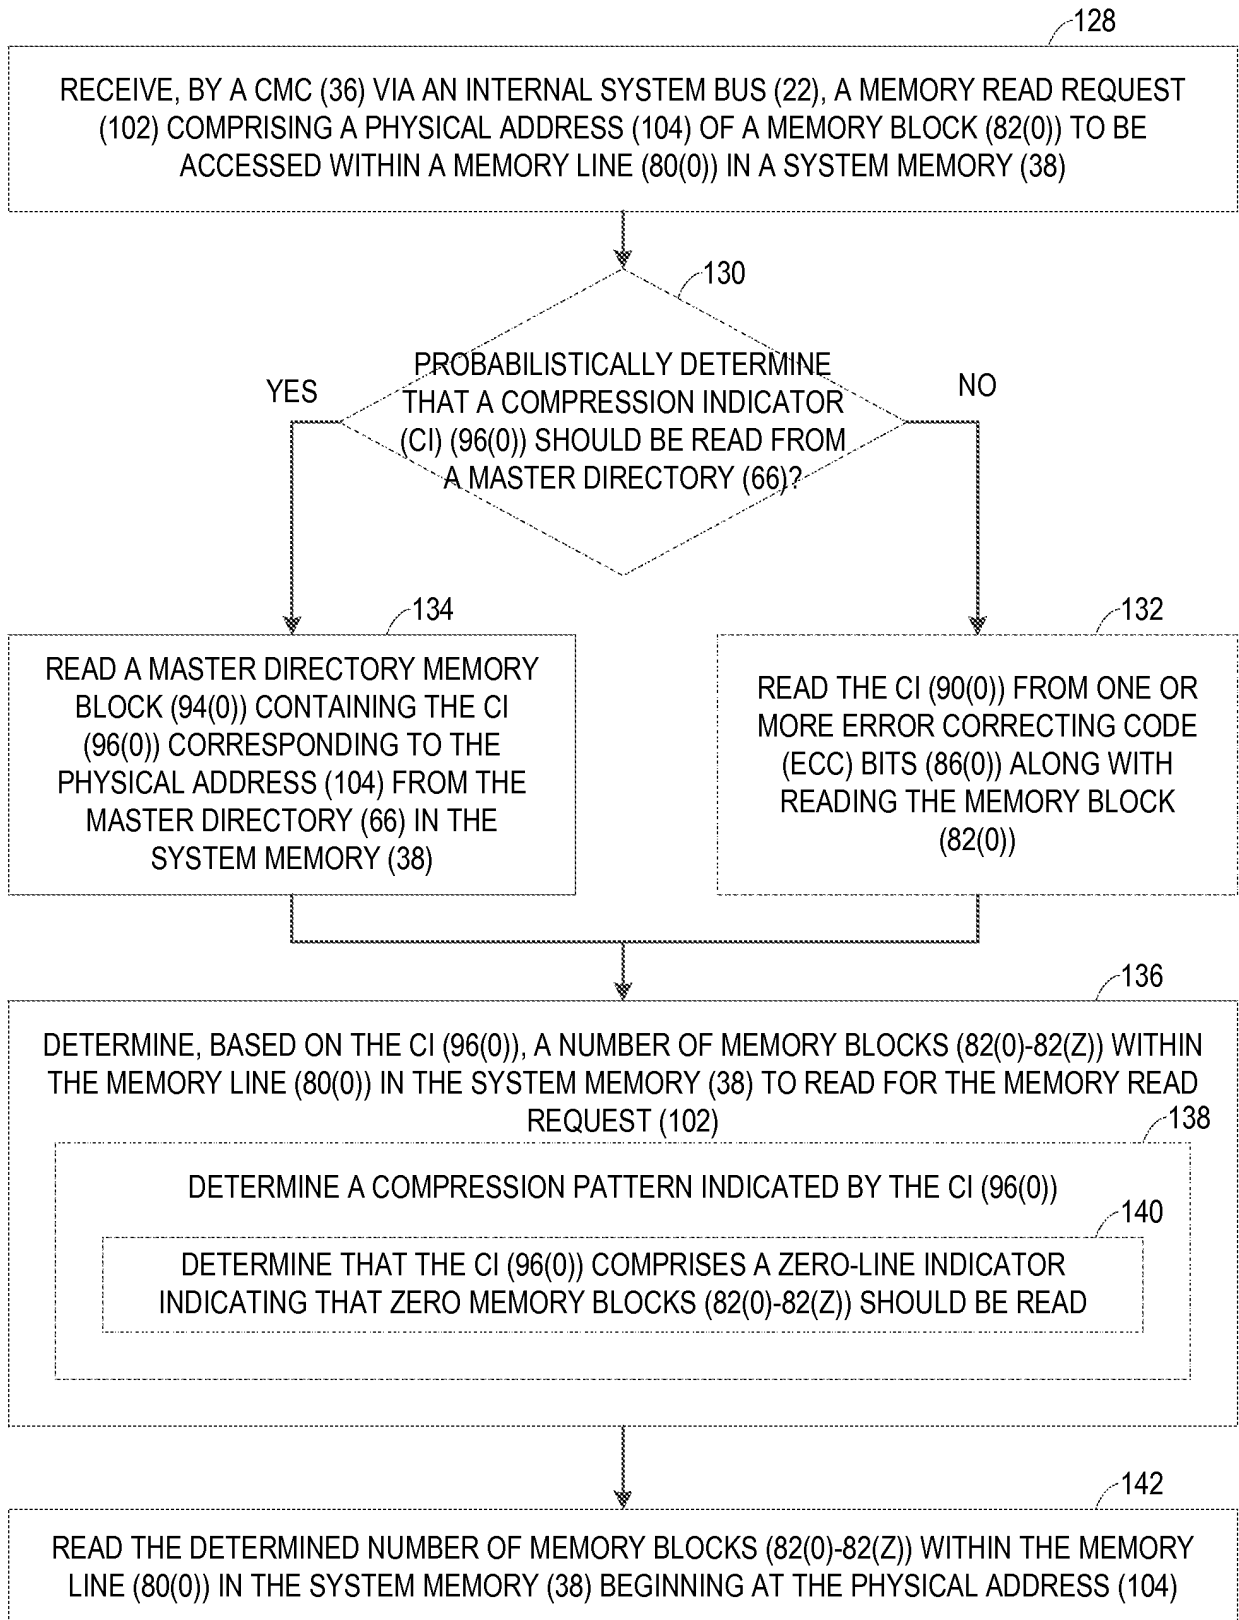 128
RECEIVE, BY A CMC (36) VIA AN INTERNAL SYSTEM BUS (22), A MEMORY READ REQUEST
(102) COMPRISING A PHYSICAL ADDRESS (104) OF A MEMORY BLOCK (82(0)) TO BE
ACCESSED WITHIN A MEMORY LINE (80(0)) IN A SYSTEM MEMORY (38)
130
PROBABILISTICALLY DETERMINE
THAT A COMPRESSION INDICATOR
(CI) (96(0)) SHOULD BE READ FROM
A MASTER DIRECTORY (66)?
YES
NO
134
READ A MASTER DIRECTORY MEMORY
BLOCK (94(0)) CONTAINING THE CI
(96(0)) CORRESPONDING TO THE
PHYSICAL ADDRESS (104) FROM THE
MASTER DIRECTORY (66) IN THE
SYSTEM MEMORY (38)
132
READ THE CI (90(0)) FROM ONE OR
MORE ERROR CORRECTING CODE
(ECC) BITS (86(0)) ALONG WITH
READING THE MEMORY BLOCK
(82(0))
136
DETERMINE, BASED ON THE CI (96(0)), A NUMBER OF MEMORY BLOCKS (82(0)-82(Z)) WITHIN
THE MEMORY LINE (80(0)) IN THE SYSTEM MEMORY (38) TO READ FOR THE MEMORY READ
REQUEST (102)
138
DETERMINE A COMPRESSION PATTERN INDICATED BY THE CI (96(0))
140
DETERMINE THAT THE CI (96(0)) COMPRISES A ZERO-LINE INDICATOR
INDICATING THAT ZERO MEMORY BLOCKS (82(0)-82(Z)) SHOULD BE READ
142
READ THE DETERMINED NUMBER OF MEMORY BLOCKS (82(0)-82(Z)) WITHIN THE MEMORY
LINE (80(0)) IN THE SYSTEM MEMORY (38) BEGINNING AT THE PHYSICAL ADDRESS (104)